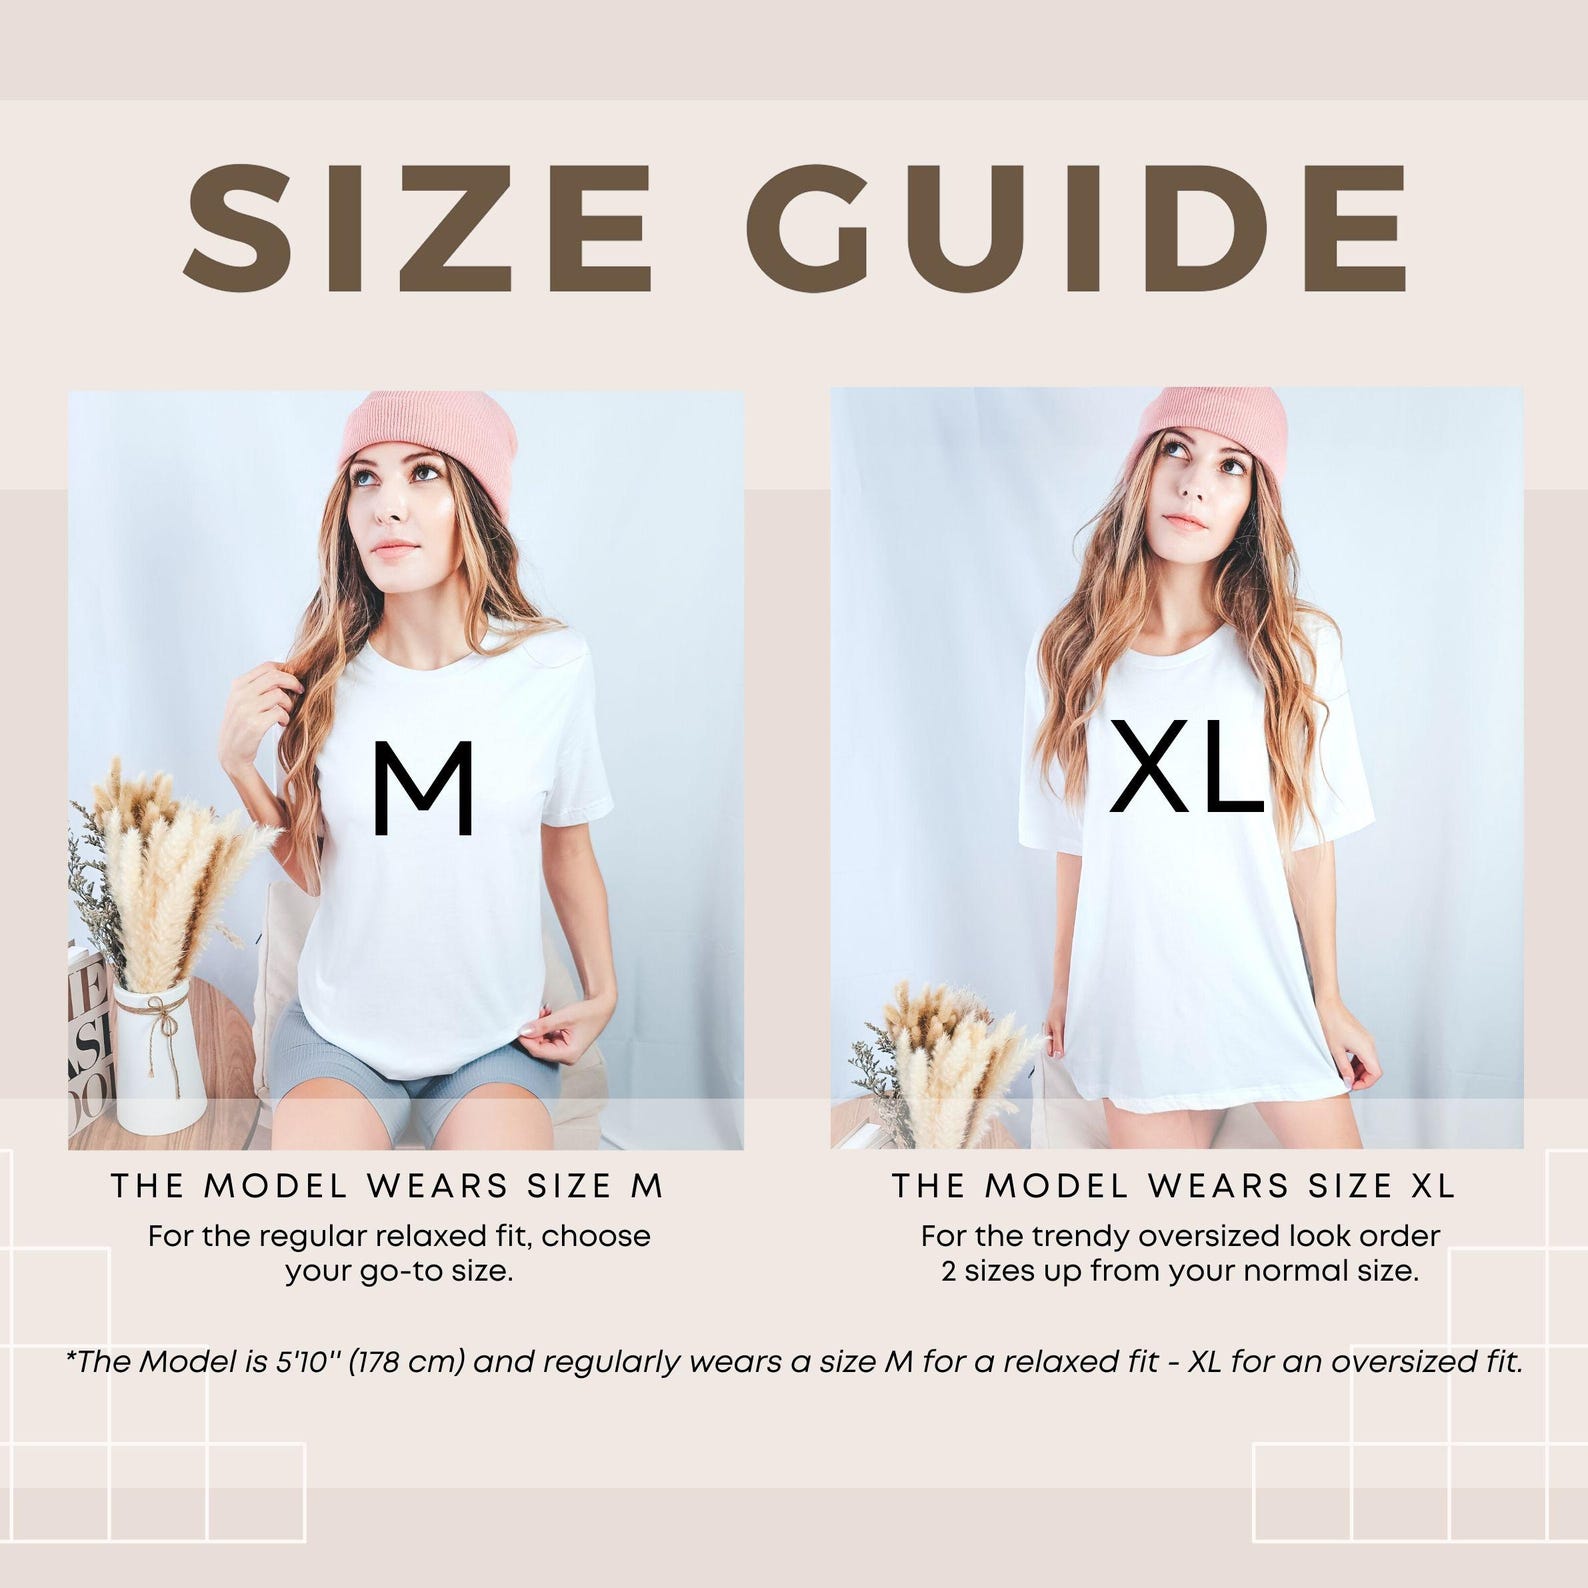 SIZE GUIDE
M
XL
THE MODEL WEARS SIZE M
For the regular relaxed fit, choose
your go-to size.
THE MODEL WEARS SIZE XL
For the trendy oversized look order
2 sizes up from your normal size.
*The Model is 5'10" (178 cm) and regularly wears a size M for a relaxed fit - XL for an oversized fit.